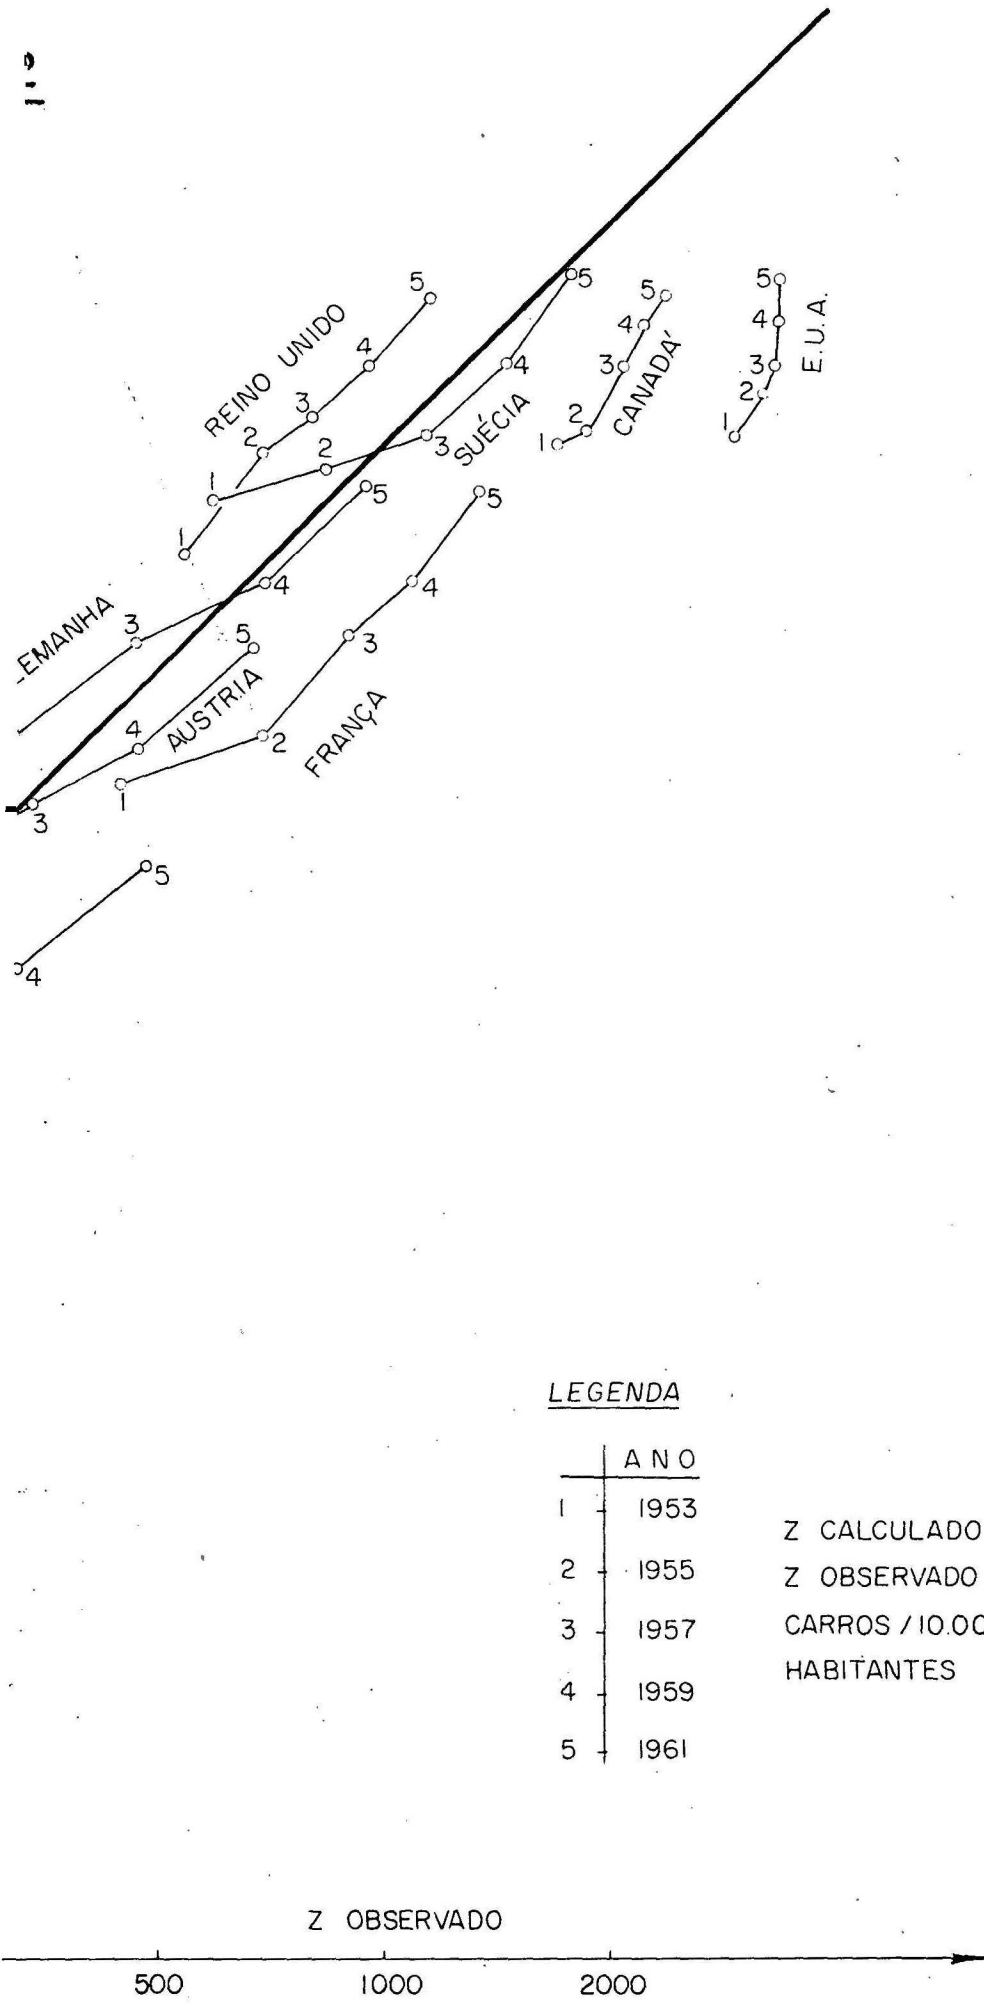 5
5
5
REINO UNIDO
4
4
4
E.U.A.
3
4
3
3
CANADÁ
2
2
3
SUÉCIA
1
2
1
1
2
5
5
1
4
4
EMANHA
3
5
3
AUSTRIA
4
2
FRANÇA
1
3
5
4
LEGENDA
ANO
1 1953
2 1955
3 1957
4 1959
5 1961
Z CALCULADO
Z OBSERVADO
CARROS / 10.00
HABITANTES
Z OBSERVADO
500 1000 2000